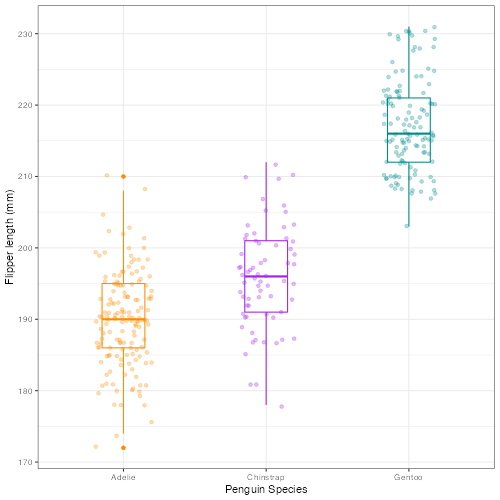 Flipper length (mm)
230
220
210
200
190
180
170
Adelie
Chinstrap
Gentoo
Penguin Species